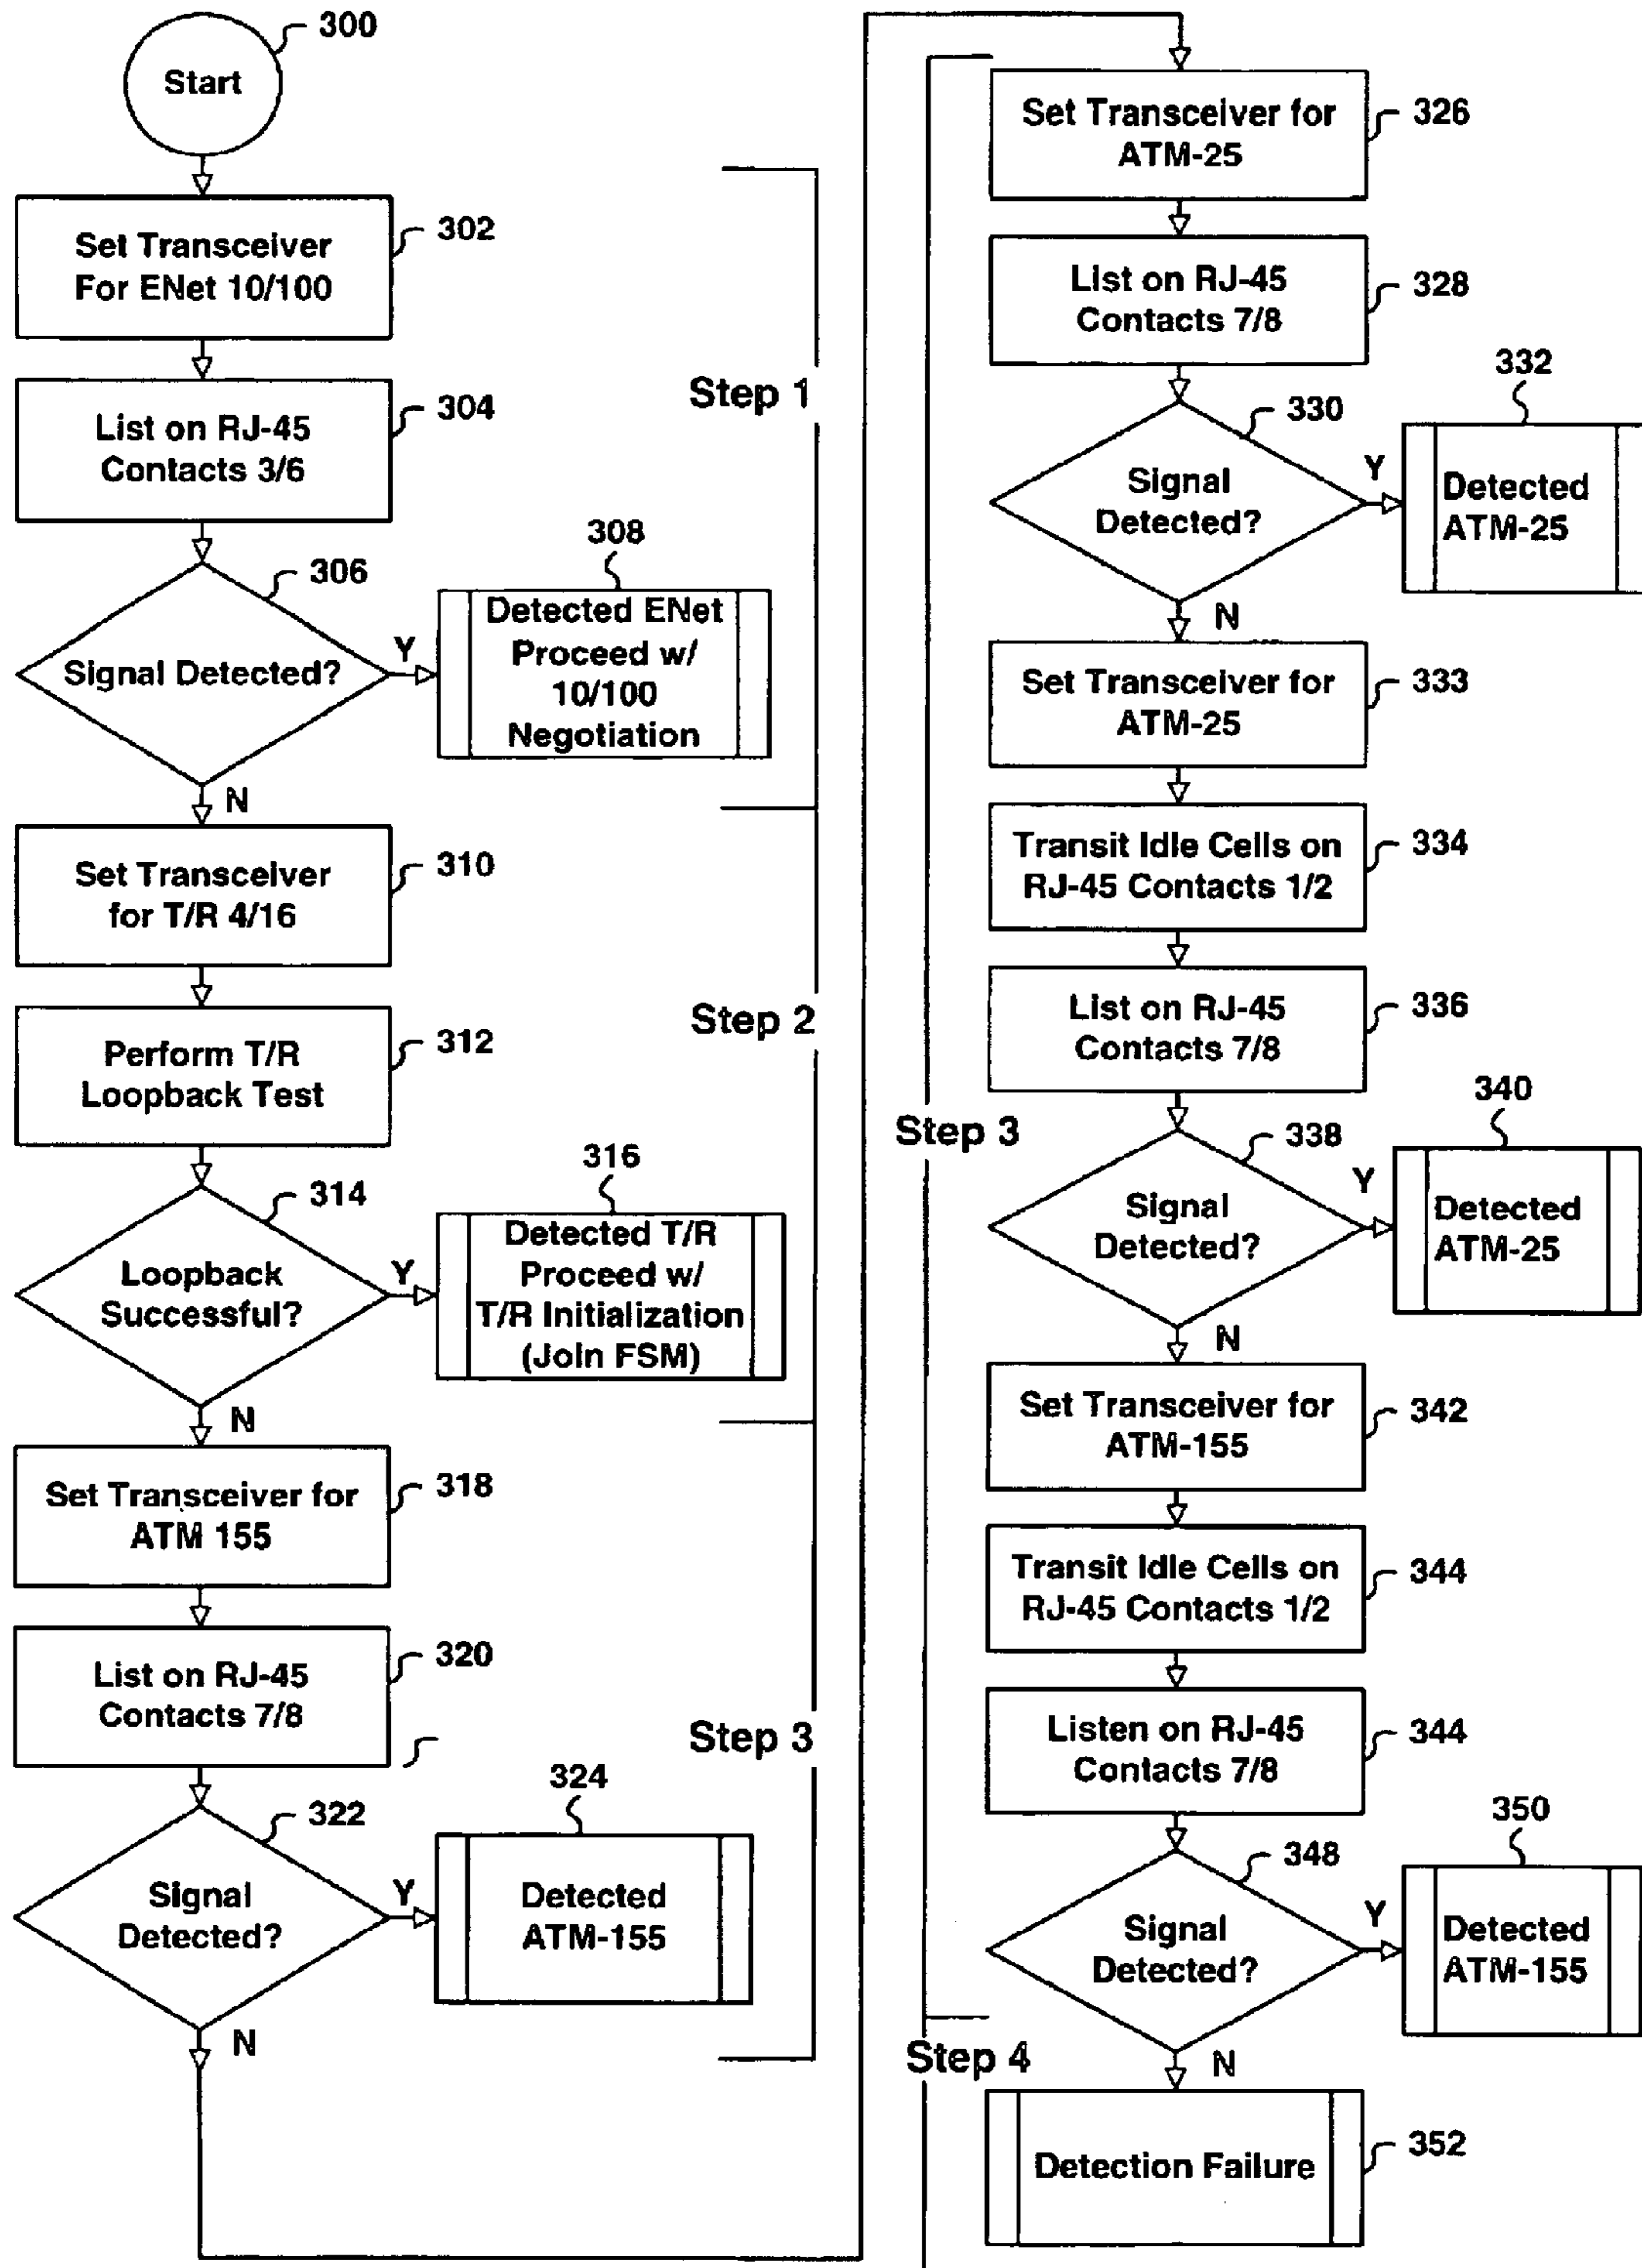 300
Start
302
Set Transceiver
For ENet 10/100
304
List on RJ-45
Contacts 3/6
Step 1
306
Signal Detected?
Y
N
308
Detected ENet
Proceed w/
10/100
Negotiation
310
Set Transceiver
for T/R 4/16
312
Perform T/R
Loopback Test
Step 2
314
Loopback
Successful?
Y
N
316
Detected T/R
Proceed w/
T/R Initialization
(Join FSM)
318
Set Transceiver for
ATM 155
320
List on RJ-45
Contacts 7/8
Step 3
322
Signal
Detected?
Y
N
324
Detected
ATM-155
326
Set Transceiver for
ATM-25
328
List on RJ-45
Contacts 7/8
330
Signal
Detected?
Y
N
332
Detected
ATM-25
333
Set Transceiver for
ATM-25
334
Transit Idle Cells on
RJ-45 Contacts 1/2
336
List on RJ-45
Contacts 7/8
Step 3
338
Signal
Detected?
Y
N
340
Detected
ATM-25
342
Set Transceiver for
ATM-155
344
Transit Idle Cells on
RJ-45 Contacts 1/2
344
Listen on RJ-45
Contacts 7/8
348
Signal
Detected?
Y
N
350
Detected
ATM-155
Step 4
352
Detection Failure